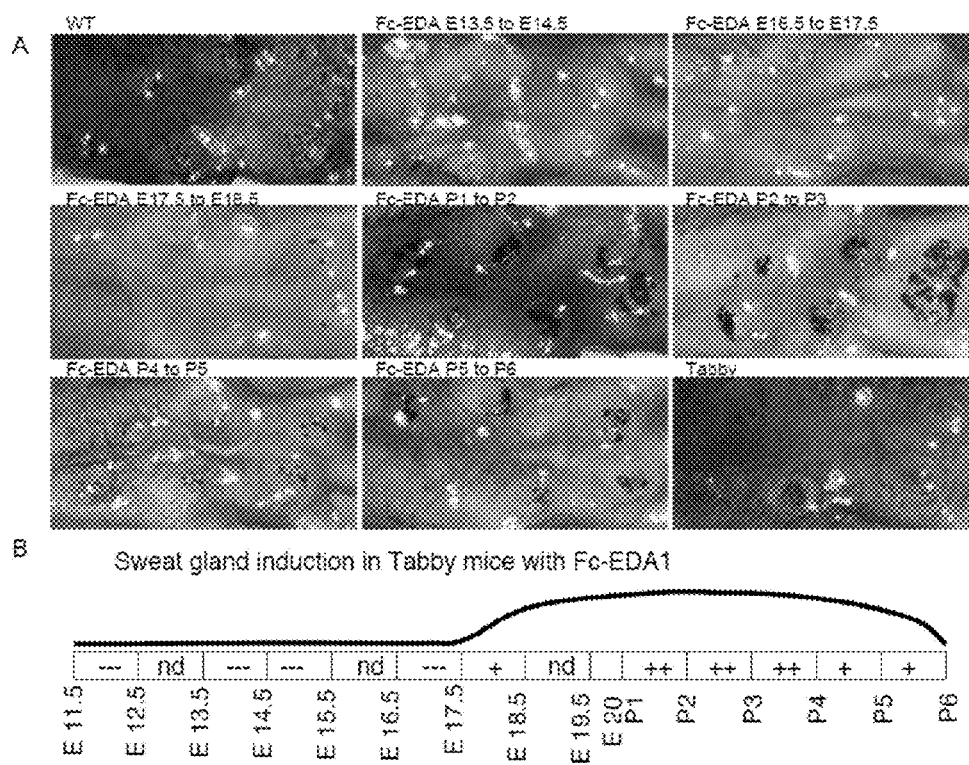 A
WT
Fc-EDA E13.5 to E14.5
Fc-EDA E16.5 to E17.5
Fc-EDA E17.5 to E18.5
Fc-EDA P1 to P2
Fc-EDA P2 to P3
Fc-EDA P4 to P5
Fc-EDA P5 to P6
Tabby
B
Sweat gland induction in Tabby mice with Fc-EDA1
--- nd --- --- nd --- + nd ++ ++ ++ + +
E 11.5
E 12.5
E 13.5
E 14.5
E 15.5
E 16.5
E 17.5
E 18.5
E 19.5
E 20
P1
P2
P3
P4
P5
P6